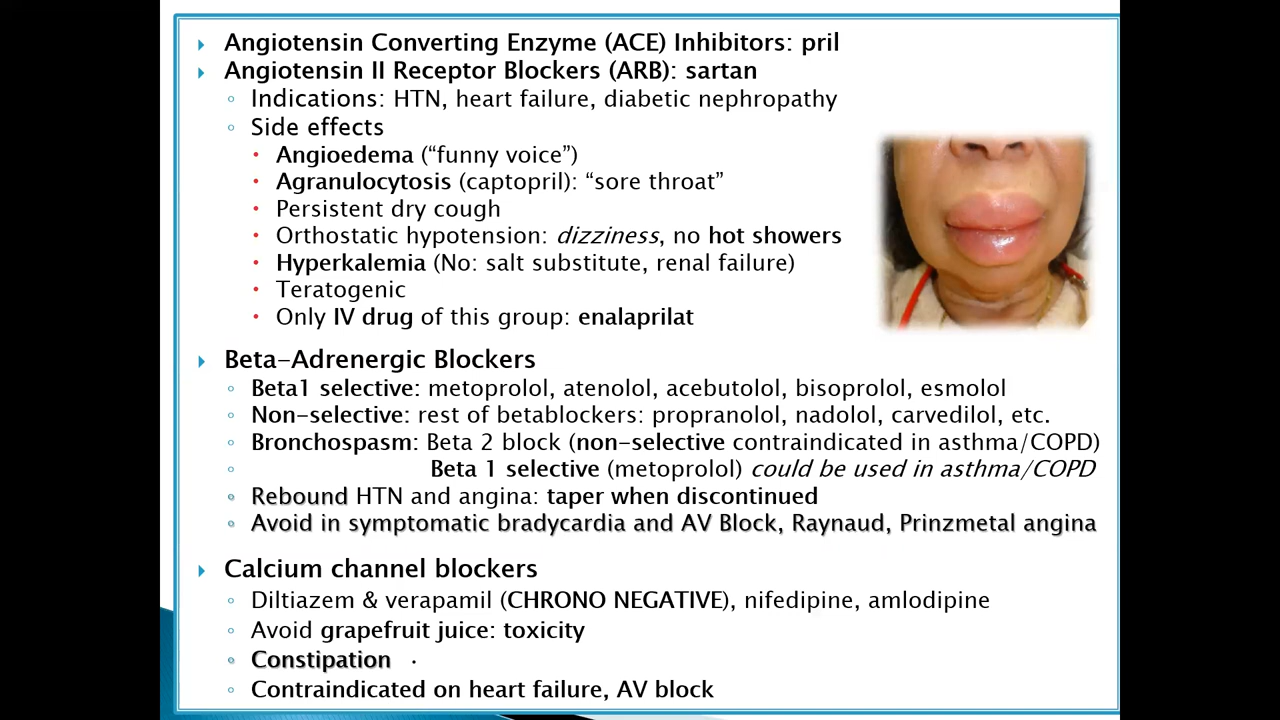 Angiotensin Converting Enzyme (ACE) Inhibitors: pril
Angiotensin II Receptor Blockers (ARB): sartan
Indications: HTN, heart failure, diabetic nephropathy
Side effects
Angioedema (“funny voice”)
Agranulocytosis (captopril): “sore throat”
Persistent dry cough
Orthostatic hypotension: dizziness, no hot showers
Hyperkalemia (No: salt substitute, renal failure)
Teratogenic
Only IV drug of this group: enalaprilat
Beta-Adrenergic Blockers
Beta1 selective: metoprolol, atenolol, acebutolol, bisoprolol, esmolol
Non-selective: rest of betablockers: propranolol, nadolol, carvedilol, etc.
Bronchospasm: Beta 2 block (non-selective contraindicated in asthma/COPD)
Beta 1 selective (metoprolol) could be used in asthma/COPD
Rebound HTN and angina: taper when discontinued
Avoid in symptomatic bradycardia and AV Block, Raynaud, Prinzmetal angina
Calcium channel blockers
Diltiazem & verapamil (CHRONO NEGATIVE), nifedipine, amlodipine
Avoid grapefruit juice: toxicity
Constipation
Contraindicated on heart failure, AV block